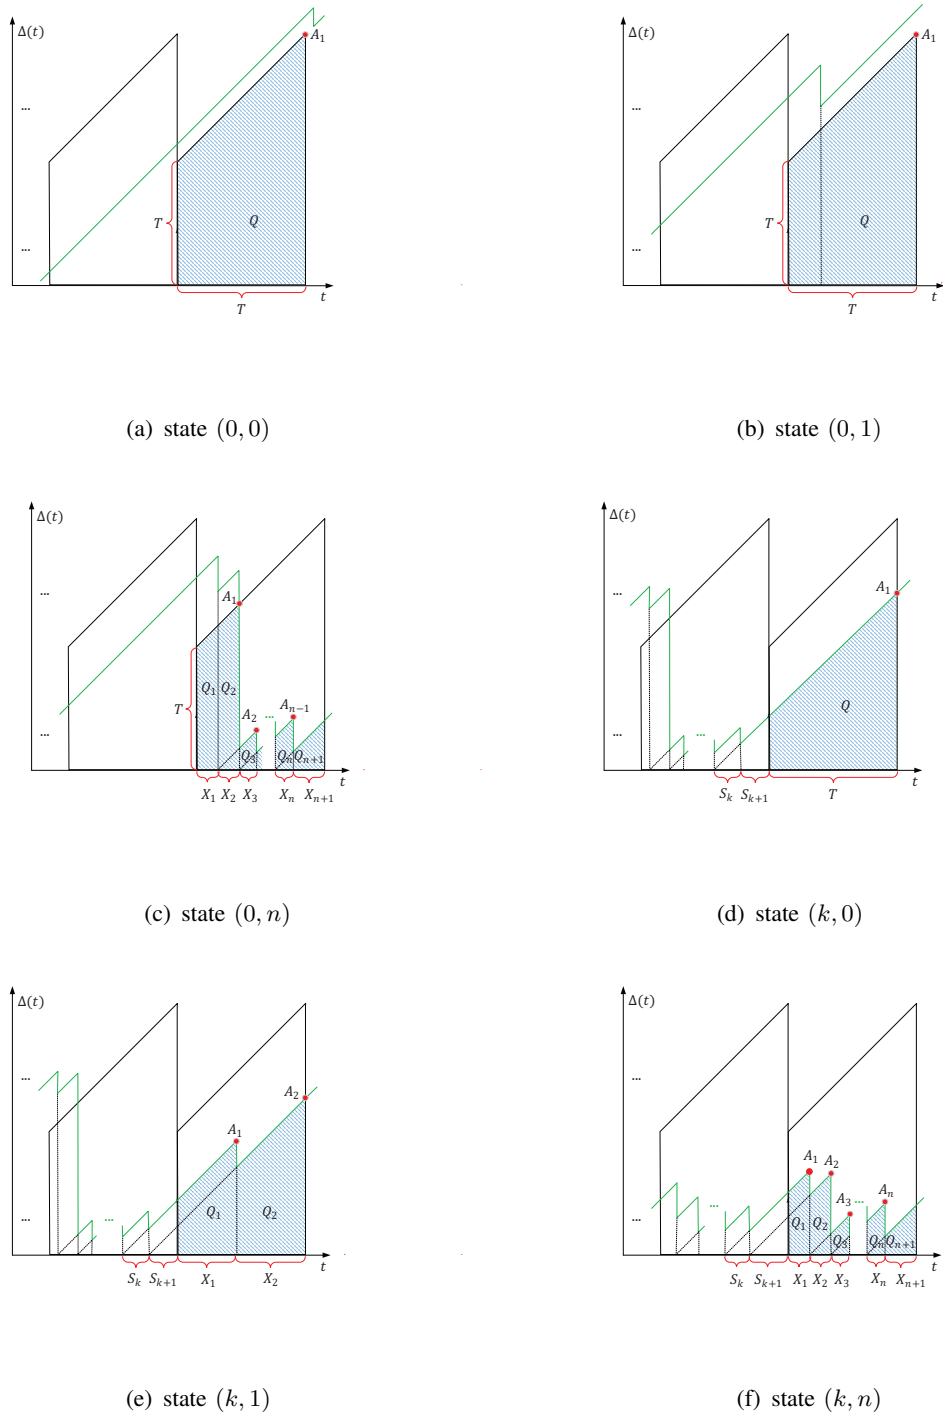 Δ(t)
A₁
...
T
Q
...
t
T
(a) state (0, 0)
Δ(t)
A₁
...
T
Q
...
t
T
(b) state (0, 1)
Δ(t)
...
A₁
Q₁ Q₂
T
A₂ ... Aₙ₋₁
...
Q₃ Qₙ Qₙ₊₁
t
X₁ X₂ X₃ Xₙ Xₙ₊₁
(c) state (0, n)
Δ(t)
...
A₁
Q
... ...
t
Sₖ Sₖ₊₁ T
(d) state (k, 0)
Δ(t)
...
A₂
A₁
... ...
Q₁ Q₂
t
Sₖ Sₖ₊₁ X₁ X₂
(e) state (k, 1)
Δ(t)
...
A₁ A₂
A₃ ... Aₙ
... ...
Q₁ Q₂ Q₃ Qₙ Qₙ₊₁
t
Sₖ Sₖ₊₁ X₁ X₂ X₃ Xₙ Xₙ₊₁
(f) state (k, n)